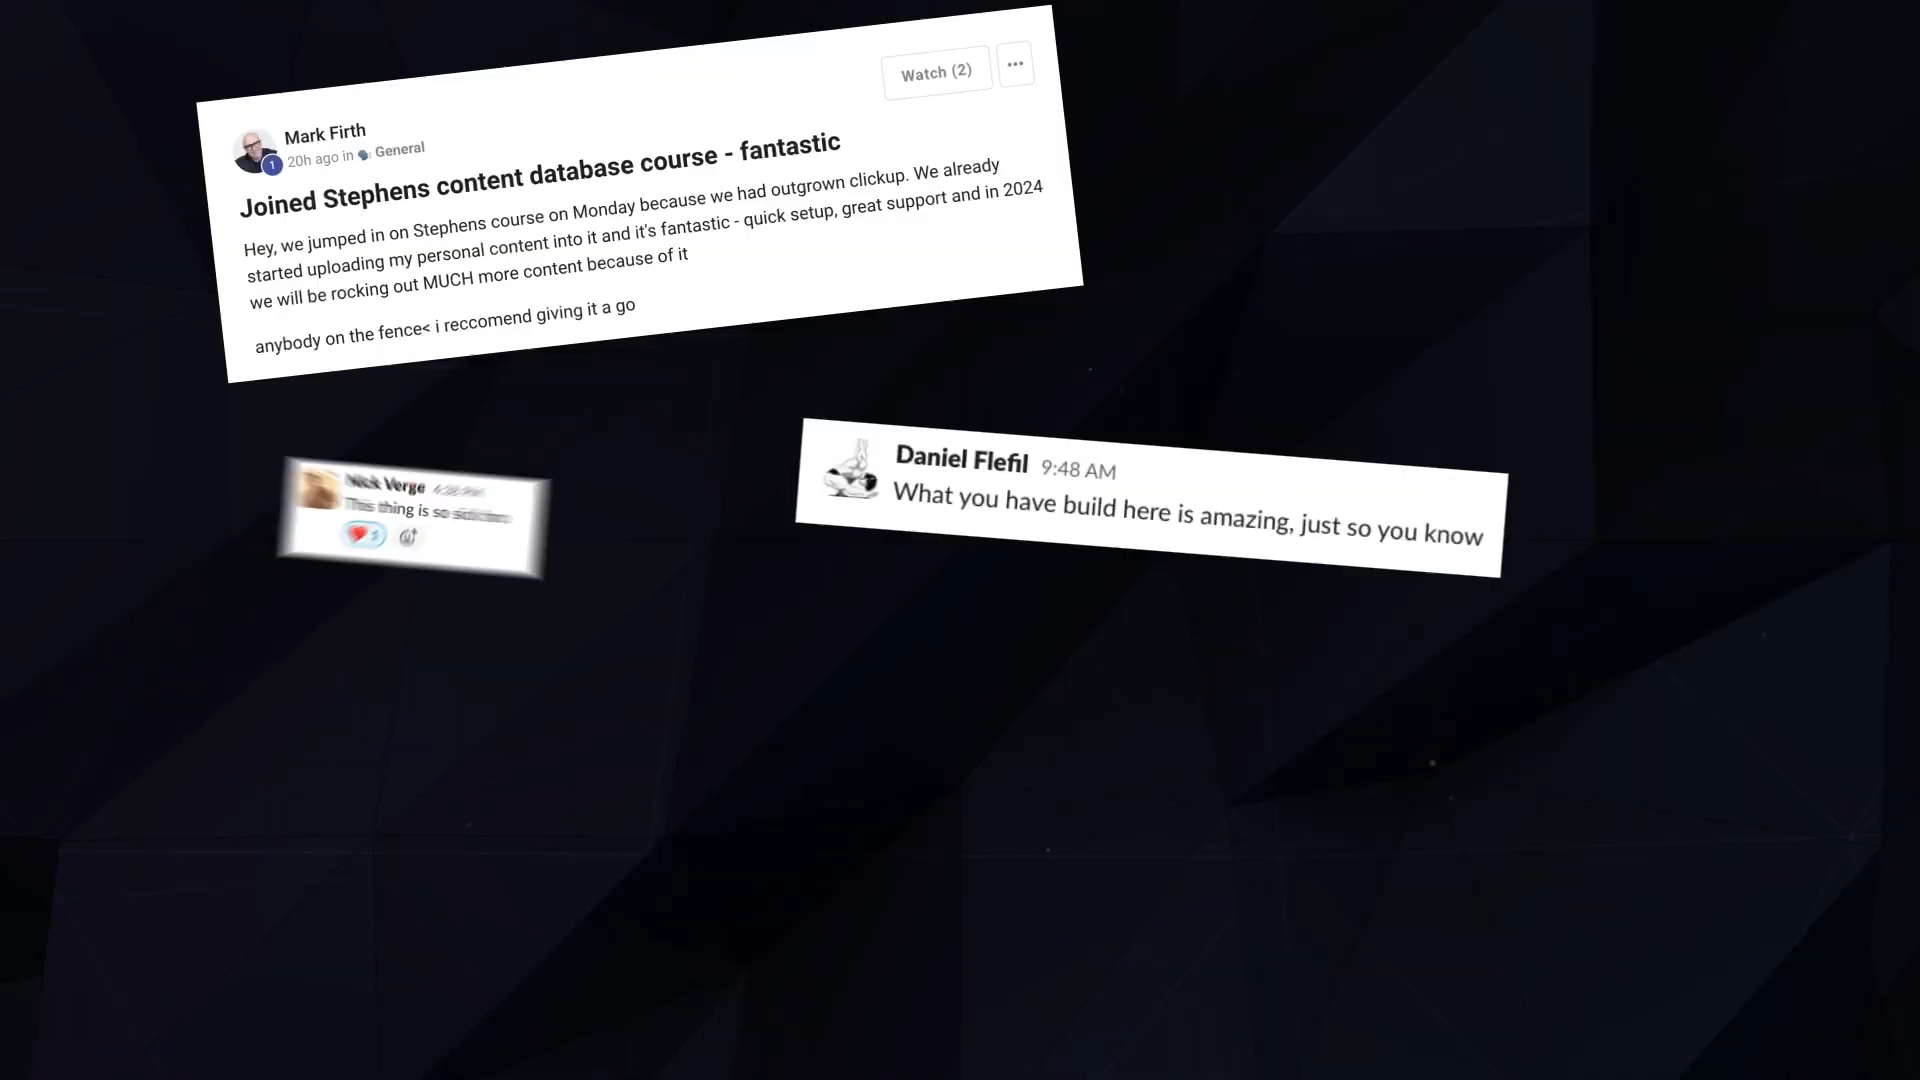 Watch (2)
Mark Firth
1
20h ago in General
Joined Stephens content database course - fantastic
Hey, we jumped in on Stephens course on Monday because we had outgrown clickup. We already
started uploading my personal content into it and it's fantastic - quick setup, great support and in 2024
we will be rocking out MUCH more content because of it
anybody on the fence< i reccomend giving it a go
Daniel Flefil 9:48 AM
What you have build here is amazing, just so you know
Nick Verge
This thing is so